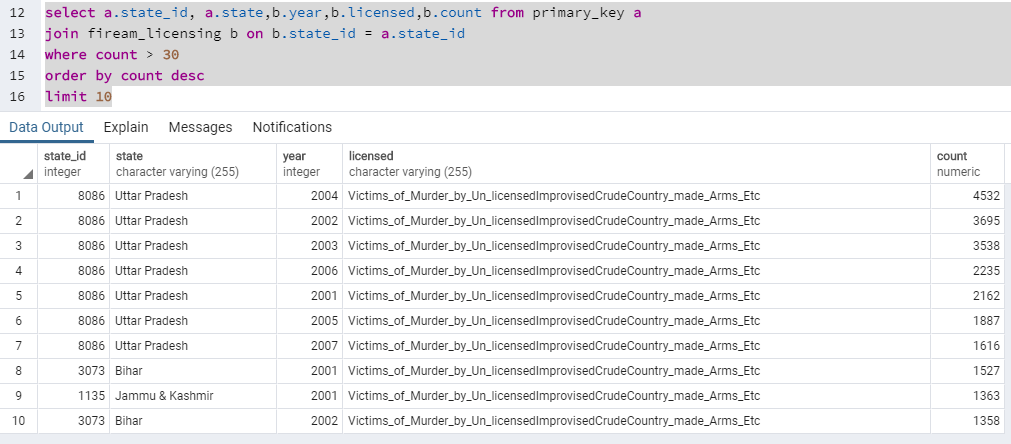 12 select a.state_id, a.state,b.year,b.licensed,b.count from primary_key a
13 join fiream_licensing b on b.state_id = a.state_id
14 where count > 30
15 order by count desc
16 limit 10
Data Output Explain Messages Notifications
state_id state year licensed count
integer character varying (255) integer character varying (255) numeric
1 8086 Uttar Pradesh 2004 Victims_of_Murder_by_Un_licensedImprovisedCrudeCountry_made_Arms_Etc 4532
2 8086 Uttar Pradesh 2002 Victims_of_Murder_by_Un_licensedImprovisedCrudeCountry_made_Arms_Etc 3695
3 8086 Uttar Pradesh 2003 Victims_of_Murder_by_Un_licensedImprovisedCrudeCountry_made_Arms_Etc 3538
4 8086 Uttar Pradesh 2006 Victims_of_Murder_by_Un_licensedImprovisedCrudeCountry_made_Arms_Etc 2235
5 8086 Uttar Pradesh 2001 Victims_of_Murder_by_Un_licensedImprovisedCrudeCountry_made_Arms_Etc 2162
6 8086 Uttar Pradesh 2005 Victims_of_Murder_by_Un_licensedImprovisedCrudeCountry_made_Arms_Etc 1887
7 8086 Uttar Pradesh 2007 Victims_of_Murder_by_Un_licensedImprovisedCrudeCountry_made_Arms_Etc 1616
8 3073 Bihar 2001 Victims_of_Murder_by_Un_licensedImprovisedCrudeCountry_made_Arms_Etc 1527
9 1135 Jammu & Kashmir 2001 Victims_of_Murder_by_Un_licensedImprovisedCrudeCountry_made_Arms_Etc 1363
10 3073 Bihar 2002 Victims_of_Murder_by_Un_licensedImprovisedCrudeCountry_made_Arms_Etc 1358